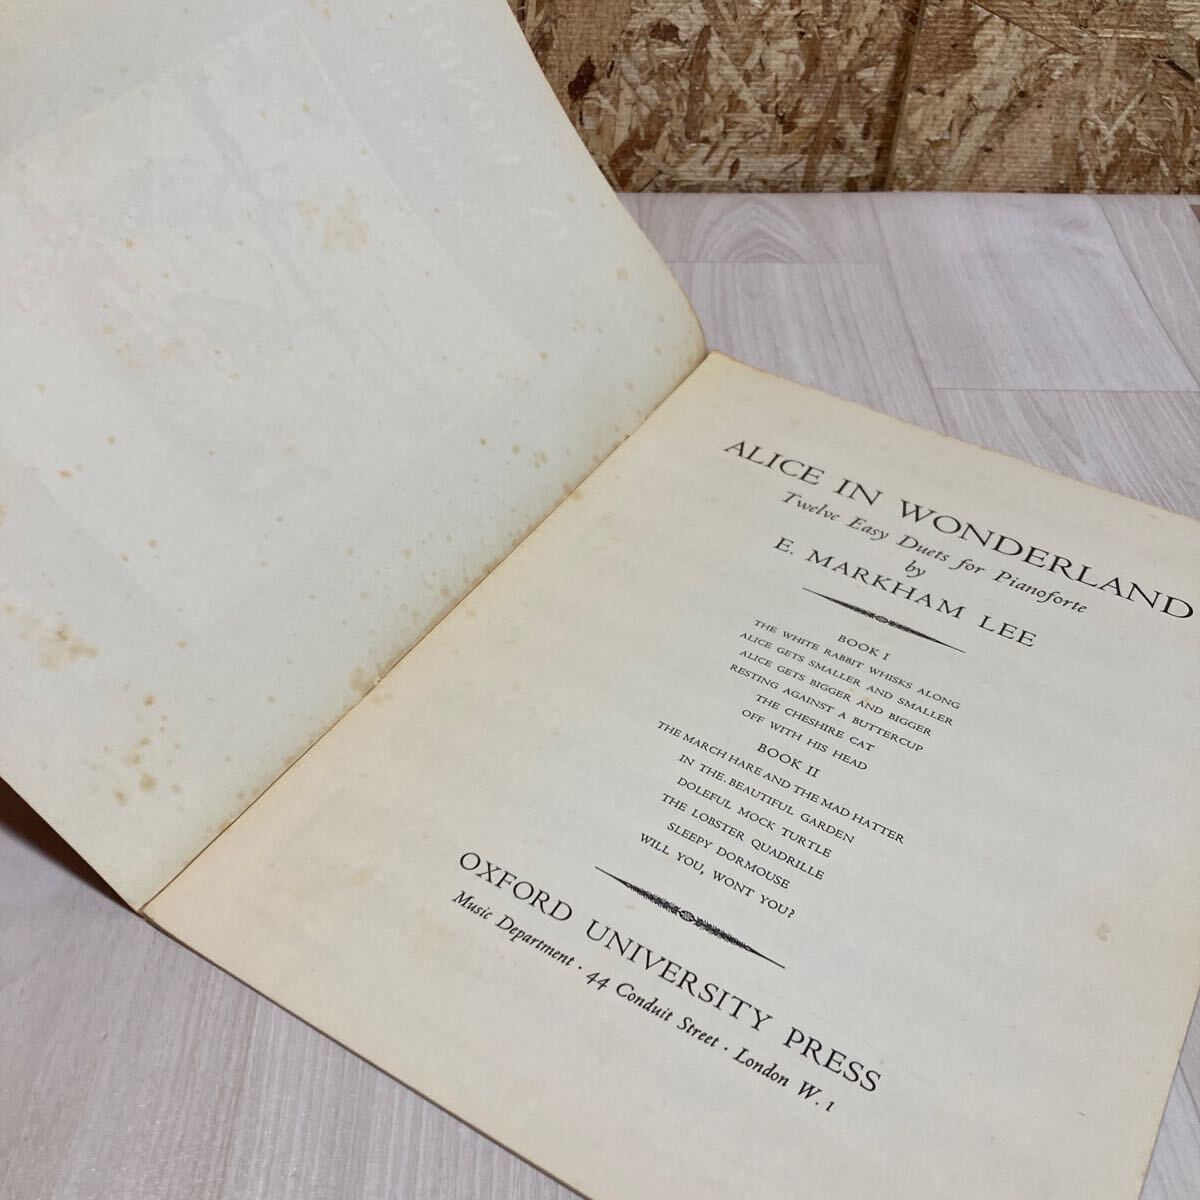 ALICE IN WONDERLAND
Twelve Easy Duets for Pianoforte
by
E. MARKHAM LEE
BOOK I
THE WHITE RABBIT WHISKS ALONG
ALICE GETS SMALLER AND SMALLER
ALICE GETS BIGGER AND BIGGER
RESTING AGAINST A BUTTERCUP
THE CHESHIRE CAT
OFF WITH HIS HEAD
BOOK II
THE MARCH HARE AND THE MAD HATTER
IN THE BEAUTIFUL GARDEN
DOLEFUL MOCK TURTLE
THE LOBSTER QUADRILLE
SLEEPY DORMOUSE
WILL YOU, WONT YOU?
OXFORD UNIVERSITY PRESS
Music Department · 44 Conduit Street · London W. 1